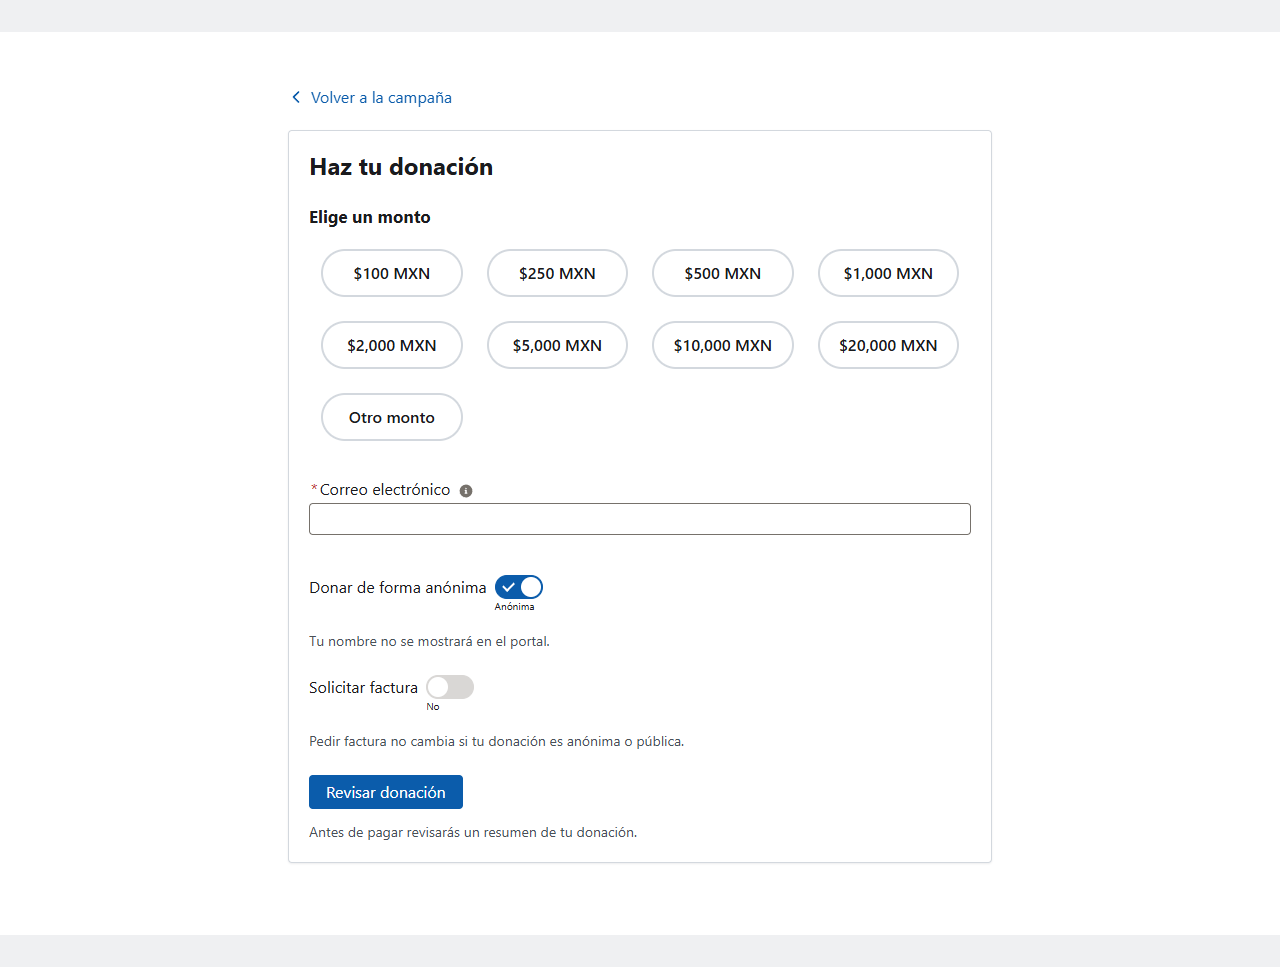 Volver a la campaña
Haz tu donación
Elige un monto
$100 MXN $250 MXN $500 MXN $1,000 MXN
$2,000 MXN $5,000 MXN $10,000 MXN $20,000 MXN
Otro monto
*Correo electrónico
Donar de forma anónima
Anónima
Tu nombre no se mostrará en el portal.
Solicitar factura
No
Pedir factura no cambia si tu donación es anónima o pública.
Revisar donación
Antes de pagar revisarás un resumen de tu donación.